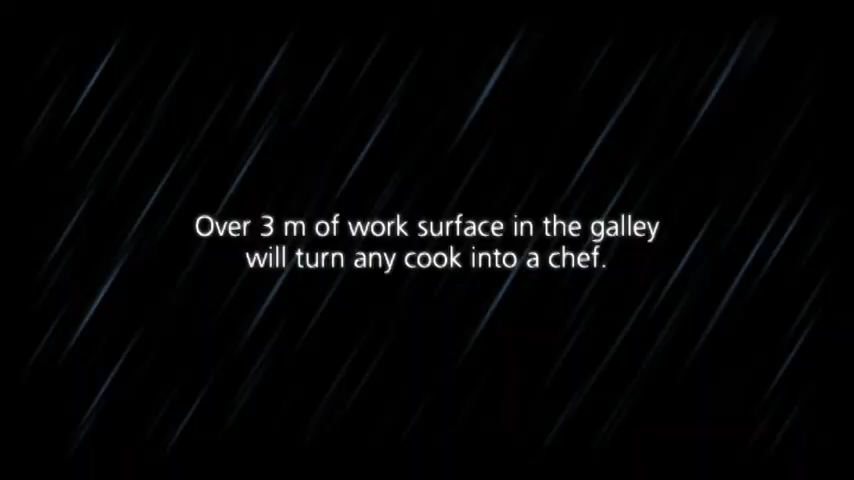 Over 3 m of work surface in the galley
will turn any cook into a chef.